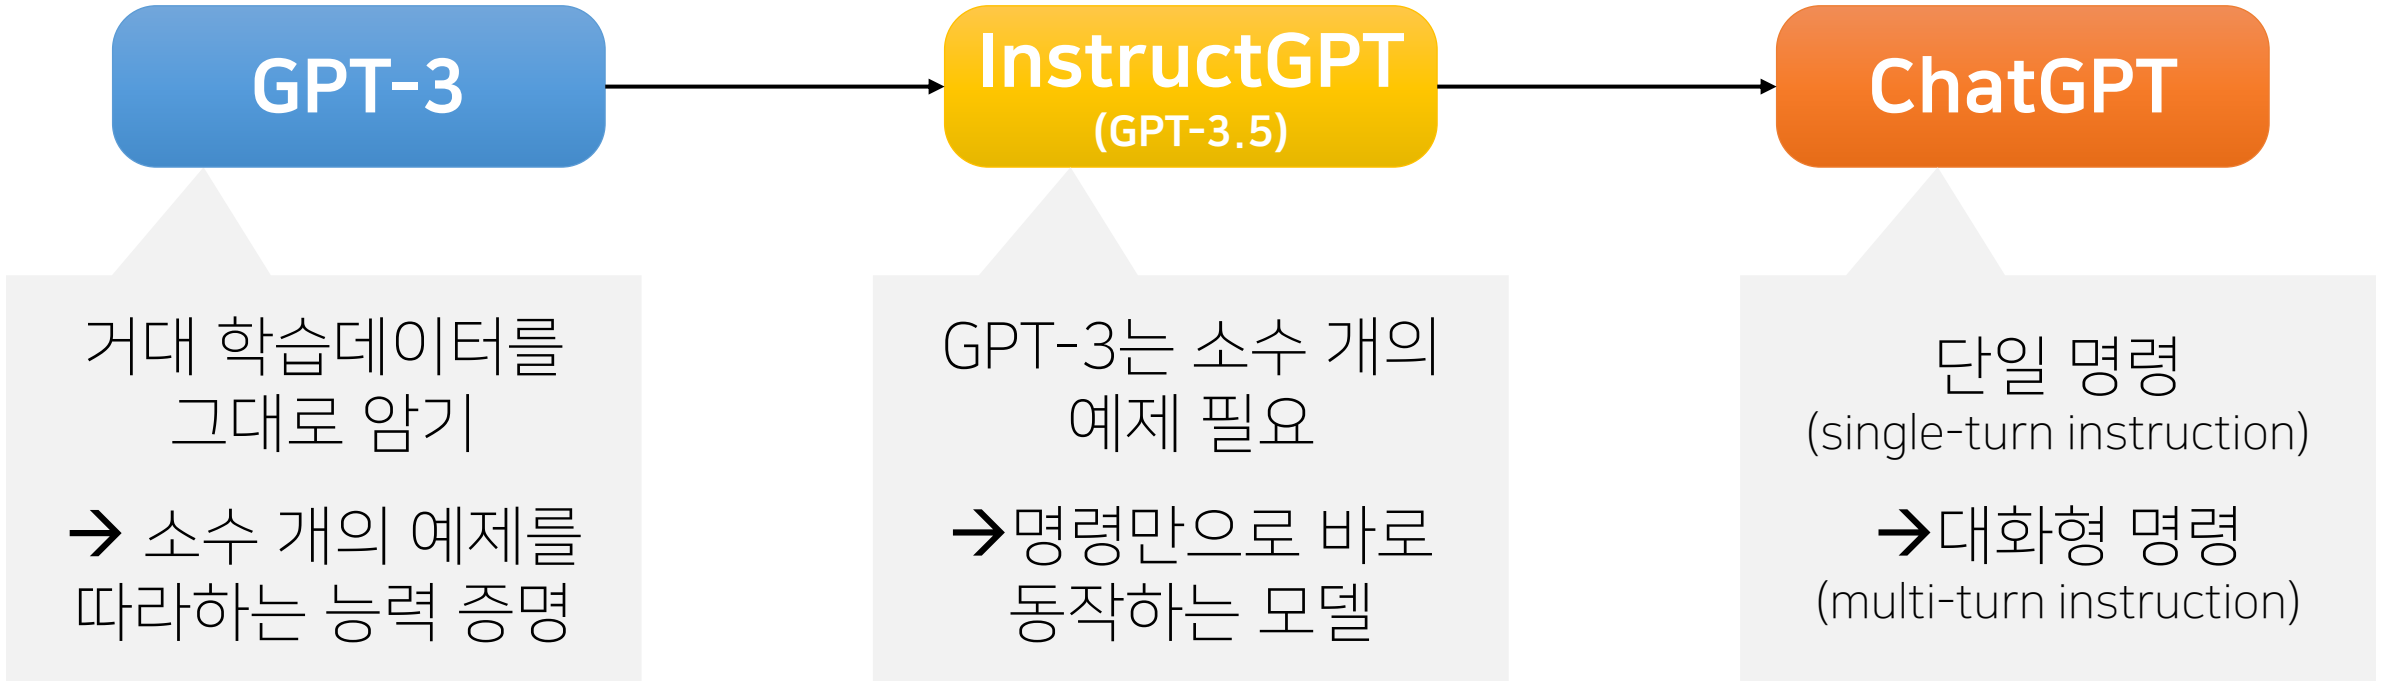 GPT-3
InstructGPT
(GPT-3.5)
ChatGPT
거대 학습데이터를
그대로 암기
→ 소수 개의 예제를
따라하는 능력 증명
GPT-3는 소수 개의
예제 필요
→명령만으로 바로
동작하는 모델
단일 명령
(single-turn instruction)
→대화형 명령
(multi-turn instruction)